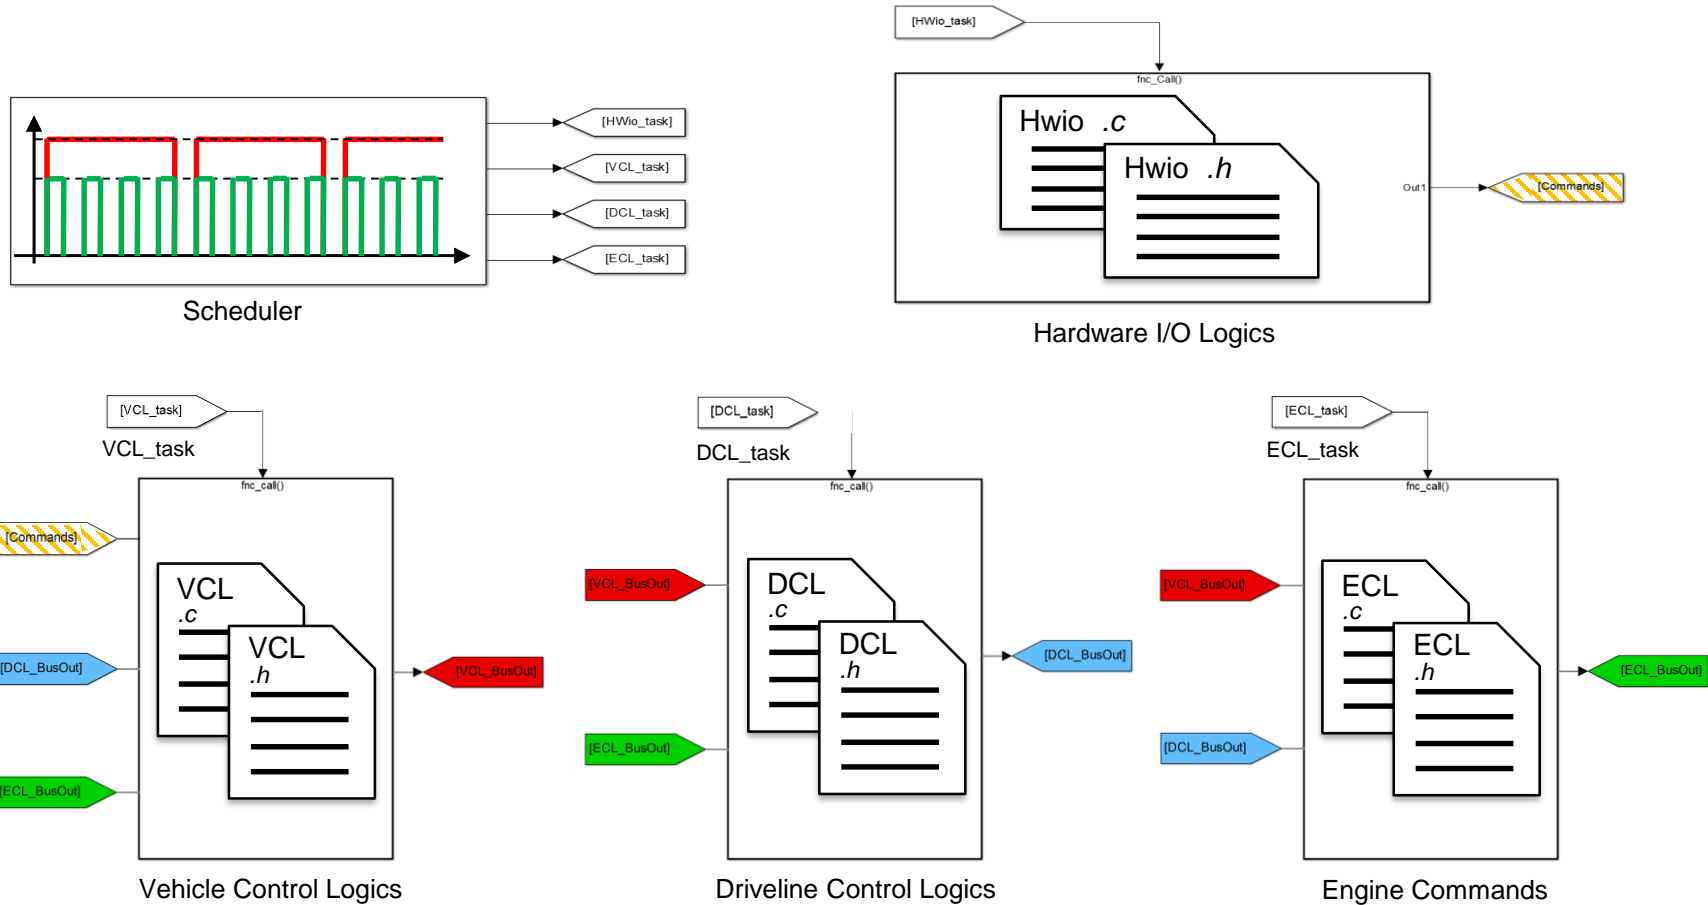 [HWio_task]
fnc_Call()
Hwio .c
Hwio .h
Out1
[Commands]
Hardware I/O Logics
[HWio_task]
[VCL_task]
[DCL_task]
[ECL_task]
Scheduler
[VCL_task]
VCL_task
fnc_call()
[Commands]
[DCL_BusOut]
[ECL_BusOut]
VCL
.c
VCL
.h
[VCL_BusOut]
Vehicle Control Logics
[DCL_task]
DCL_task
fnc_call()
[VCL_BusOut]
[ECL_BusOut]
DCL
.c
DCL
.h
[DCL_BusOut]
Driveline Control Logics
[ECL_task]
ECL_task
fnc_call()
[VCL_BusOut]
[DCL_BusOut]
ECL
.c
ECL
.h
[ECL_BusOut]
Engine Commands